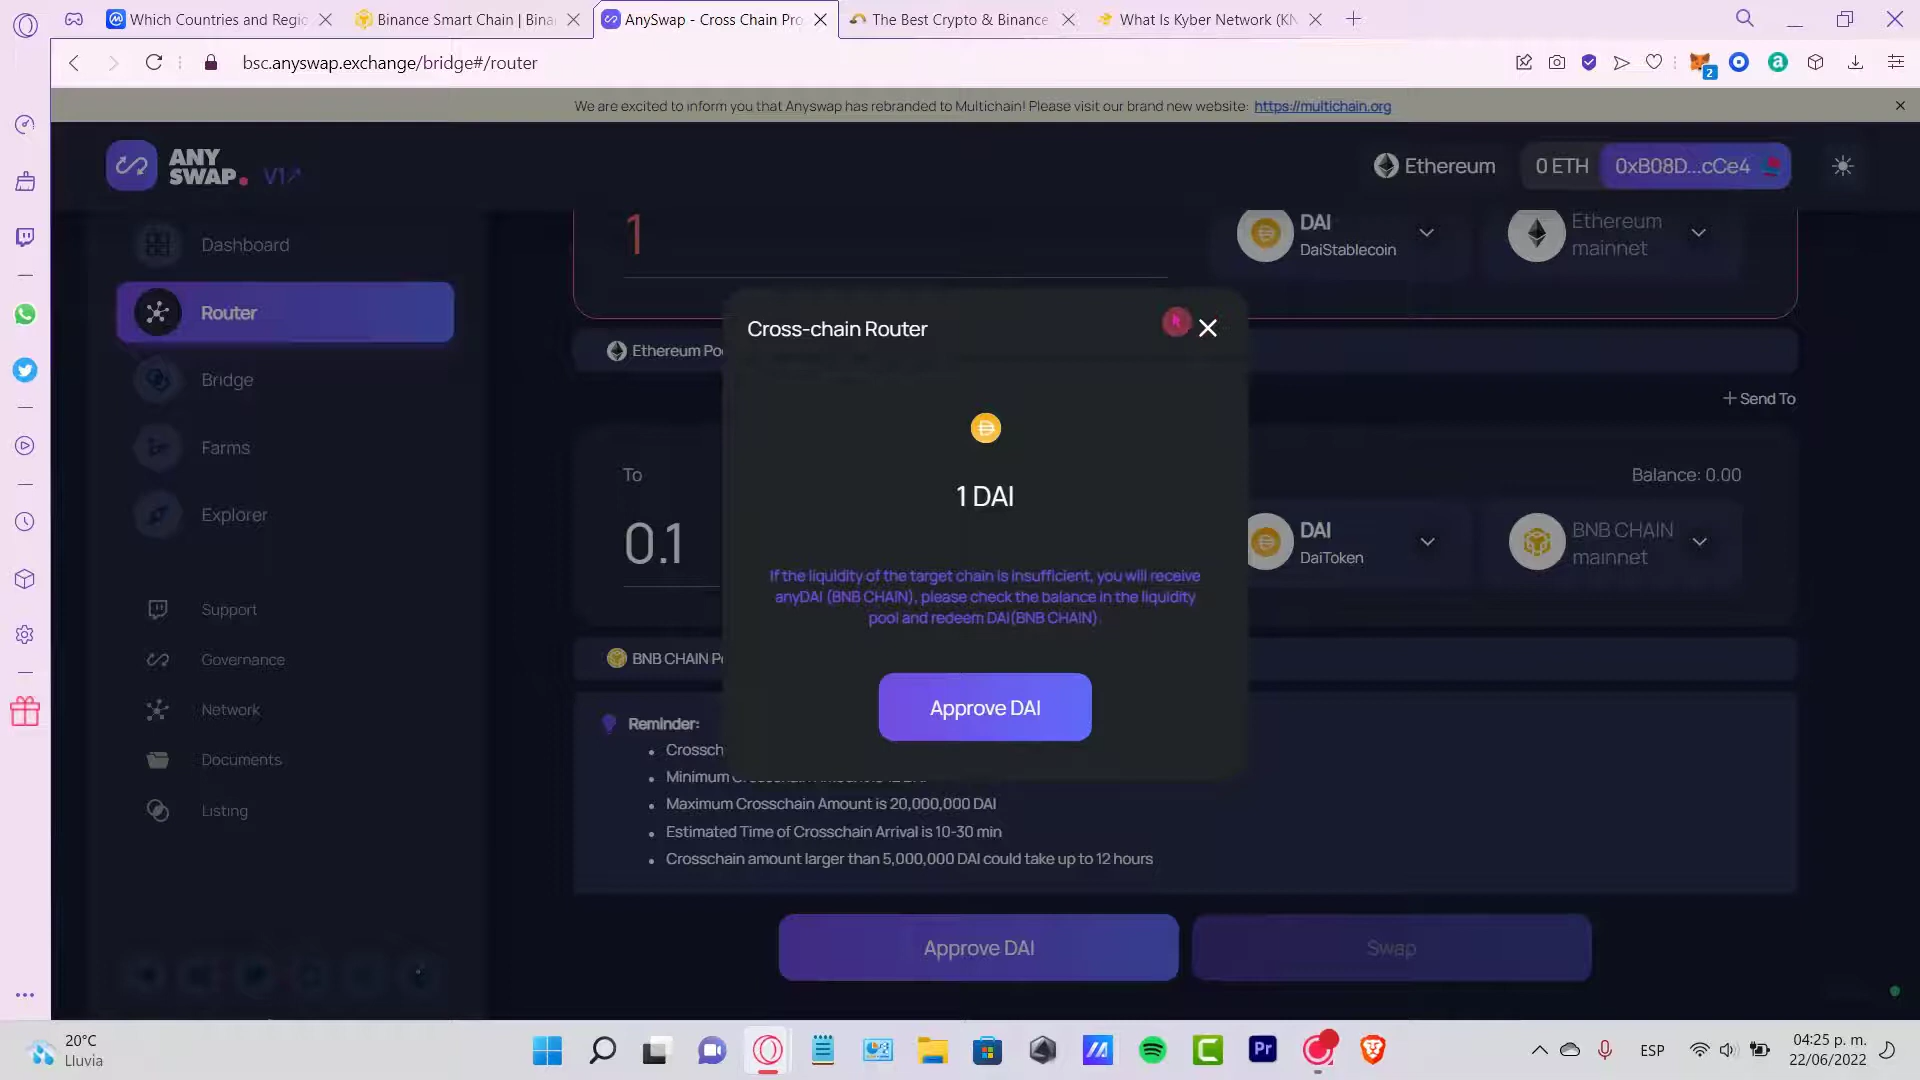 Which Countries and Regio
Binance Smart Chain | Bina
AnySwap - Cross Chain Pro
The Best Crypto & Binance
What Is Kyber Network (KN
bsc.anyswap.exchange/bridge#/router
2
We are excited to inform you that Anyswap has rebranded to Multichain! Please visit our brand new website: https://multichain.org
ANY
SWAP.
V1↗
Ethereum
0 ETH
0xB08D...cCe4
Dashboard
Router
Bridge
Farms
Explorer
Support
Governance
Network
Documents
Listing
1
DAI
DaiStablecoin
Ethereum
mainnet
Ethereum Po
+ Send To
To
Balance: 0.00
0.1
DAI
DaiToken
BNB CHAIN
mainnet
BNB CHAIN P
Cross-chain Router
1 DAI
If the liquidity of the target chain is insufficient, you will receive
anyDAI (BNB CHAIN), please check the balance in the liquidity
pool and redeem DAI(BNB CHAIN).
Approve DAI
Reminder:
Crossch
Minimum
Maximum Crosschain Amount is 20,000,000 DAI
Estimated Time of Crosschain Arrival is 10-30 min
Crosschain amount larger than 5,000,000 DAI could take up to 12 hours
Approve DAI
Swap
20°C
Lluvia
Pr
ESP
04:25 p. m.
22/06/2022